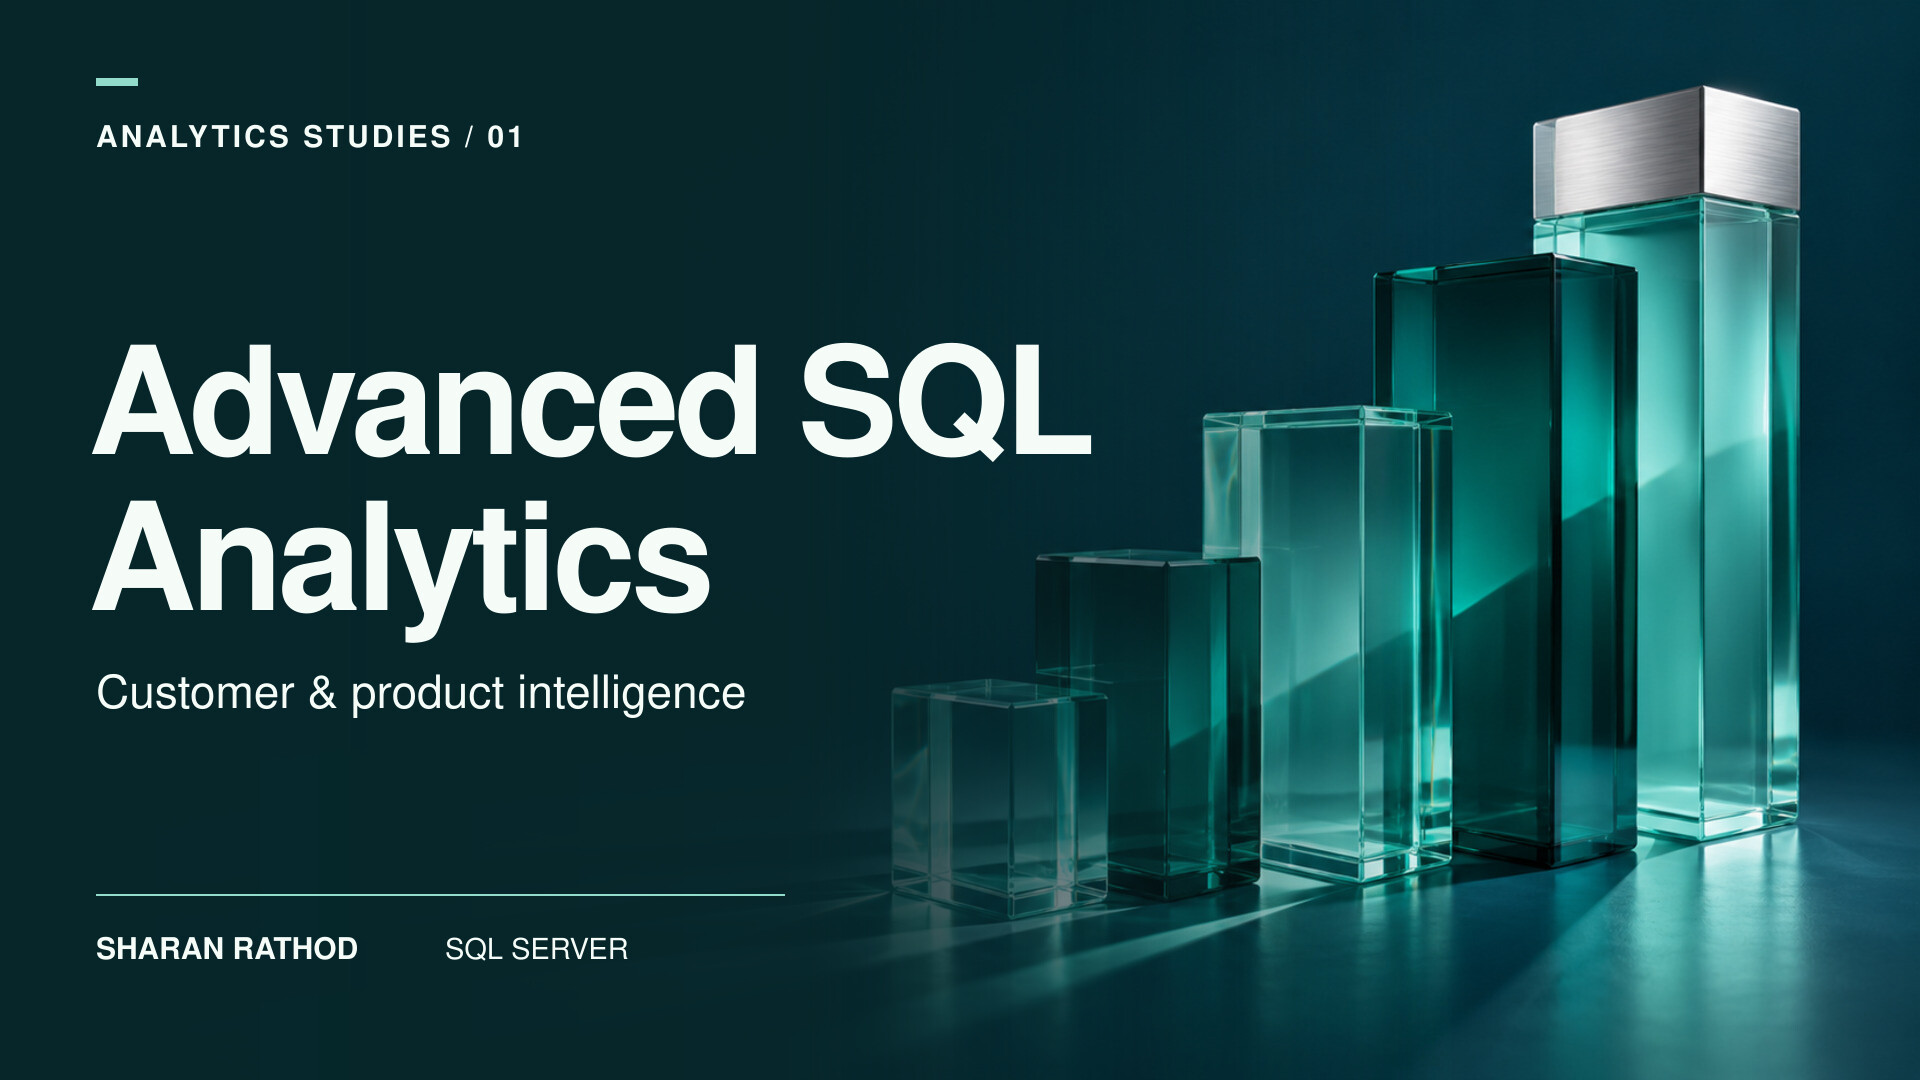 ANALYTICS STUDIES / 01
Advanced SQL
Analytics
Customer & product intelligence
SHARAN RATHOD SQL SERVER